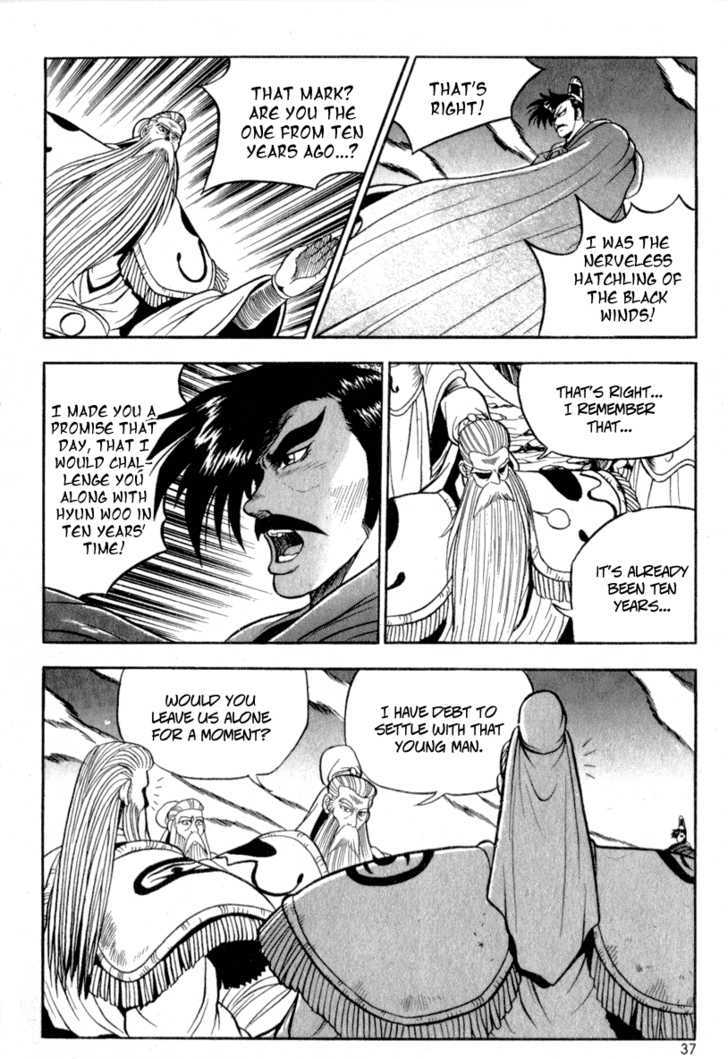 THAT MARK?
ARE YOU THE
ONE FROM TEN
YEARS AGO...?
THAT'S
RIGHT!
I WAS THE
NERVELESS
HATCHLING OF
THE BLACK
WINDS!
I MADE YOU A
PROMISE THAT
DAY, THAT I
WOULD CHAL-
LENGE YOU
ALONG WITH
HYUN WOO IN
TEN YEARS'
TIME!
THAT'S RIGHT...
I REMEMBER
THAT...
IT'S ALREADY
BEEN TEN
YEARS...
WOULD YOU
LEAVE US ALONE
FOR A MOMENT?
I HAVE DEBT TO
SETTLE WITH THAT
YOUNG MAN.
37